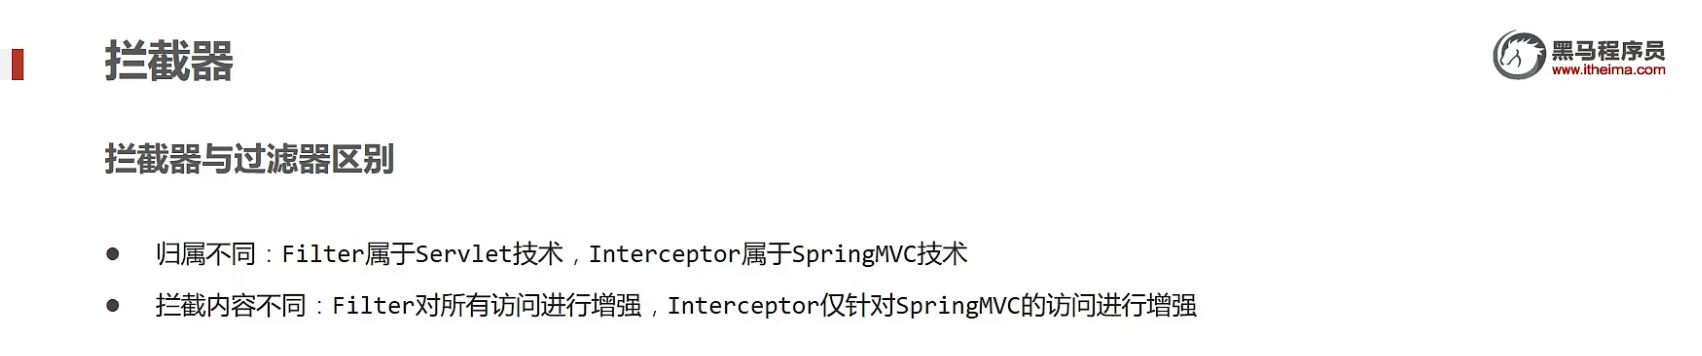 拦截器
黑马程序员
www.itheima.com
拦截器与过滤器区别
● 归属不同：Filter属于Servlet技术，Interceptor属于SpringMVC技术
● 拦截内容不同：Filter对所有访问进行增强，Interceptor仅针对SpringMVC的访问进行增强